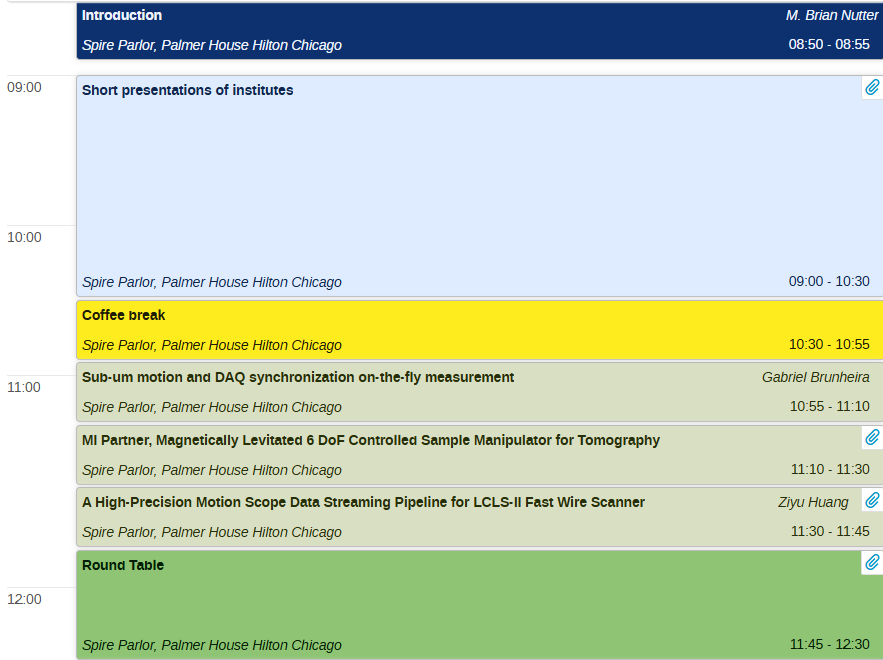 Introduction M. Brian Nutter
Spire Parlor, Palmer House Hilton Chicago 08:50 - 08:55
09:00 Short presentations of institutes
10:00
Spire Parlor, Palmer House Hilton Chicago 09:00 - 10:30
Coffee break
Spire Parlor, Palmer House Hilton Chicago 10:30 - 10:55
Sub-um motion and DAQ synchronization on-the-fly measurement Gabriel Brunheira
11:00
Spire Parlor, Palmer House Hilton Chicago 10:55 - 11:10
MI Partner, Magnetically Levitated 6 DoF Controlled Sample Manipulator for Tomography
Spire Parlor, Palmer House Hilton Chicago 11:10 - 11:30
A High-Precision Motion Scope Data Streaming Pipeline for LCLS-II Fast Wire Scanner Ziyu Huang
Spire Parlor, Palmer House Hilton Chicago 11:30 - 11:45
Round Table
12:00
Spire Parlor, Palmer House Hilton Chicago 11:45 - 12:30